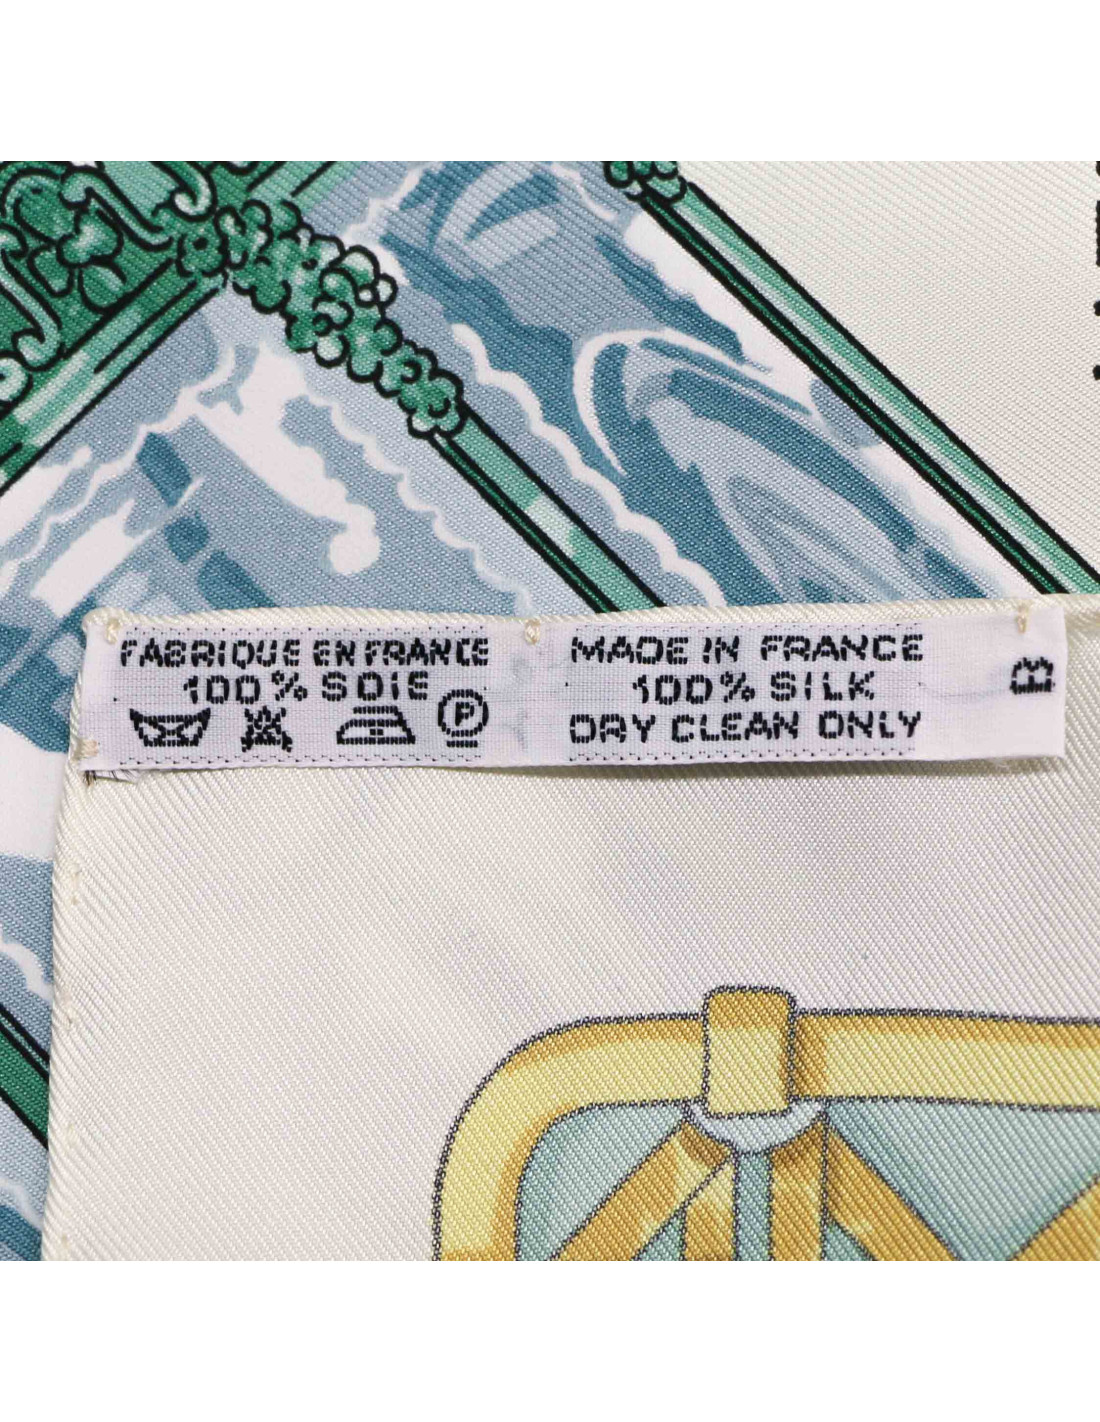 FABRIQUE EN FRANCE
100% SOIE
P
MADE IN FRANCE
100% SILK
DRY CLEAN ONLY
B